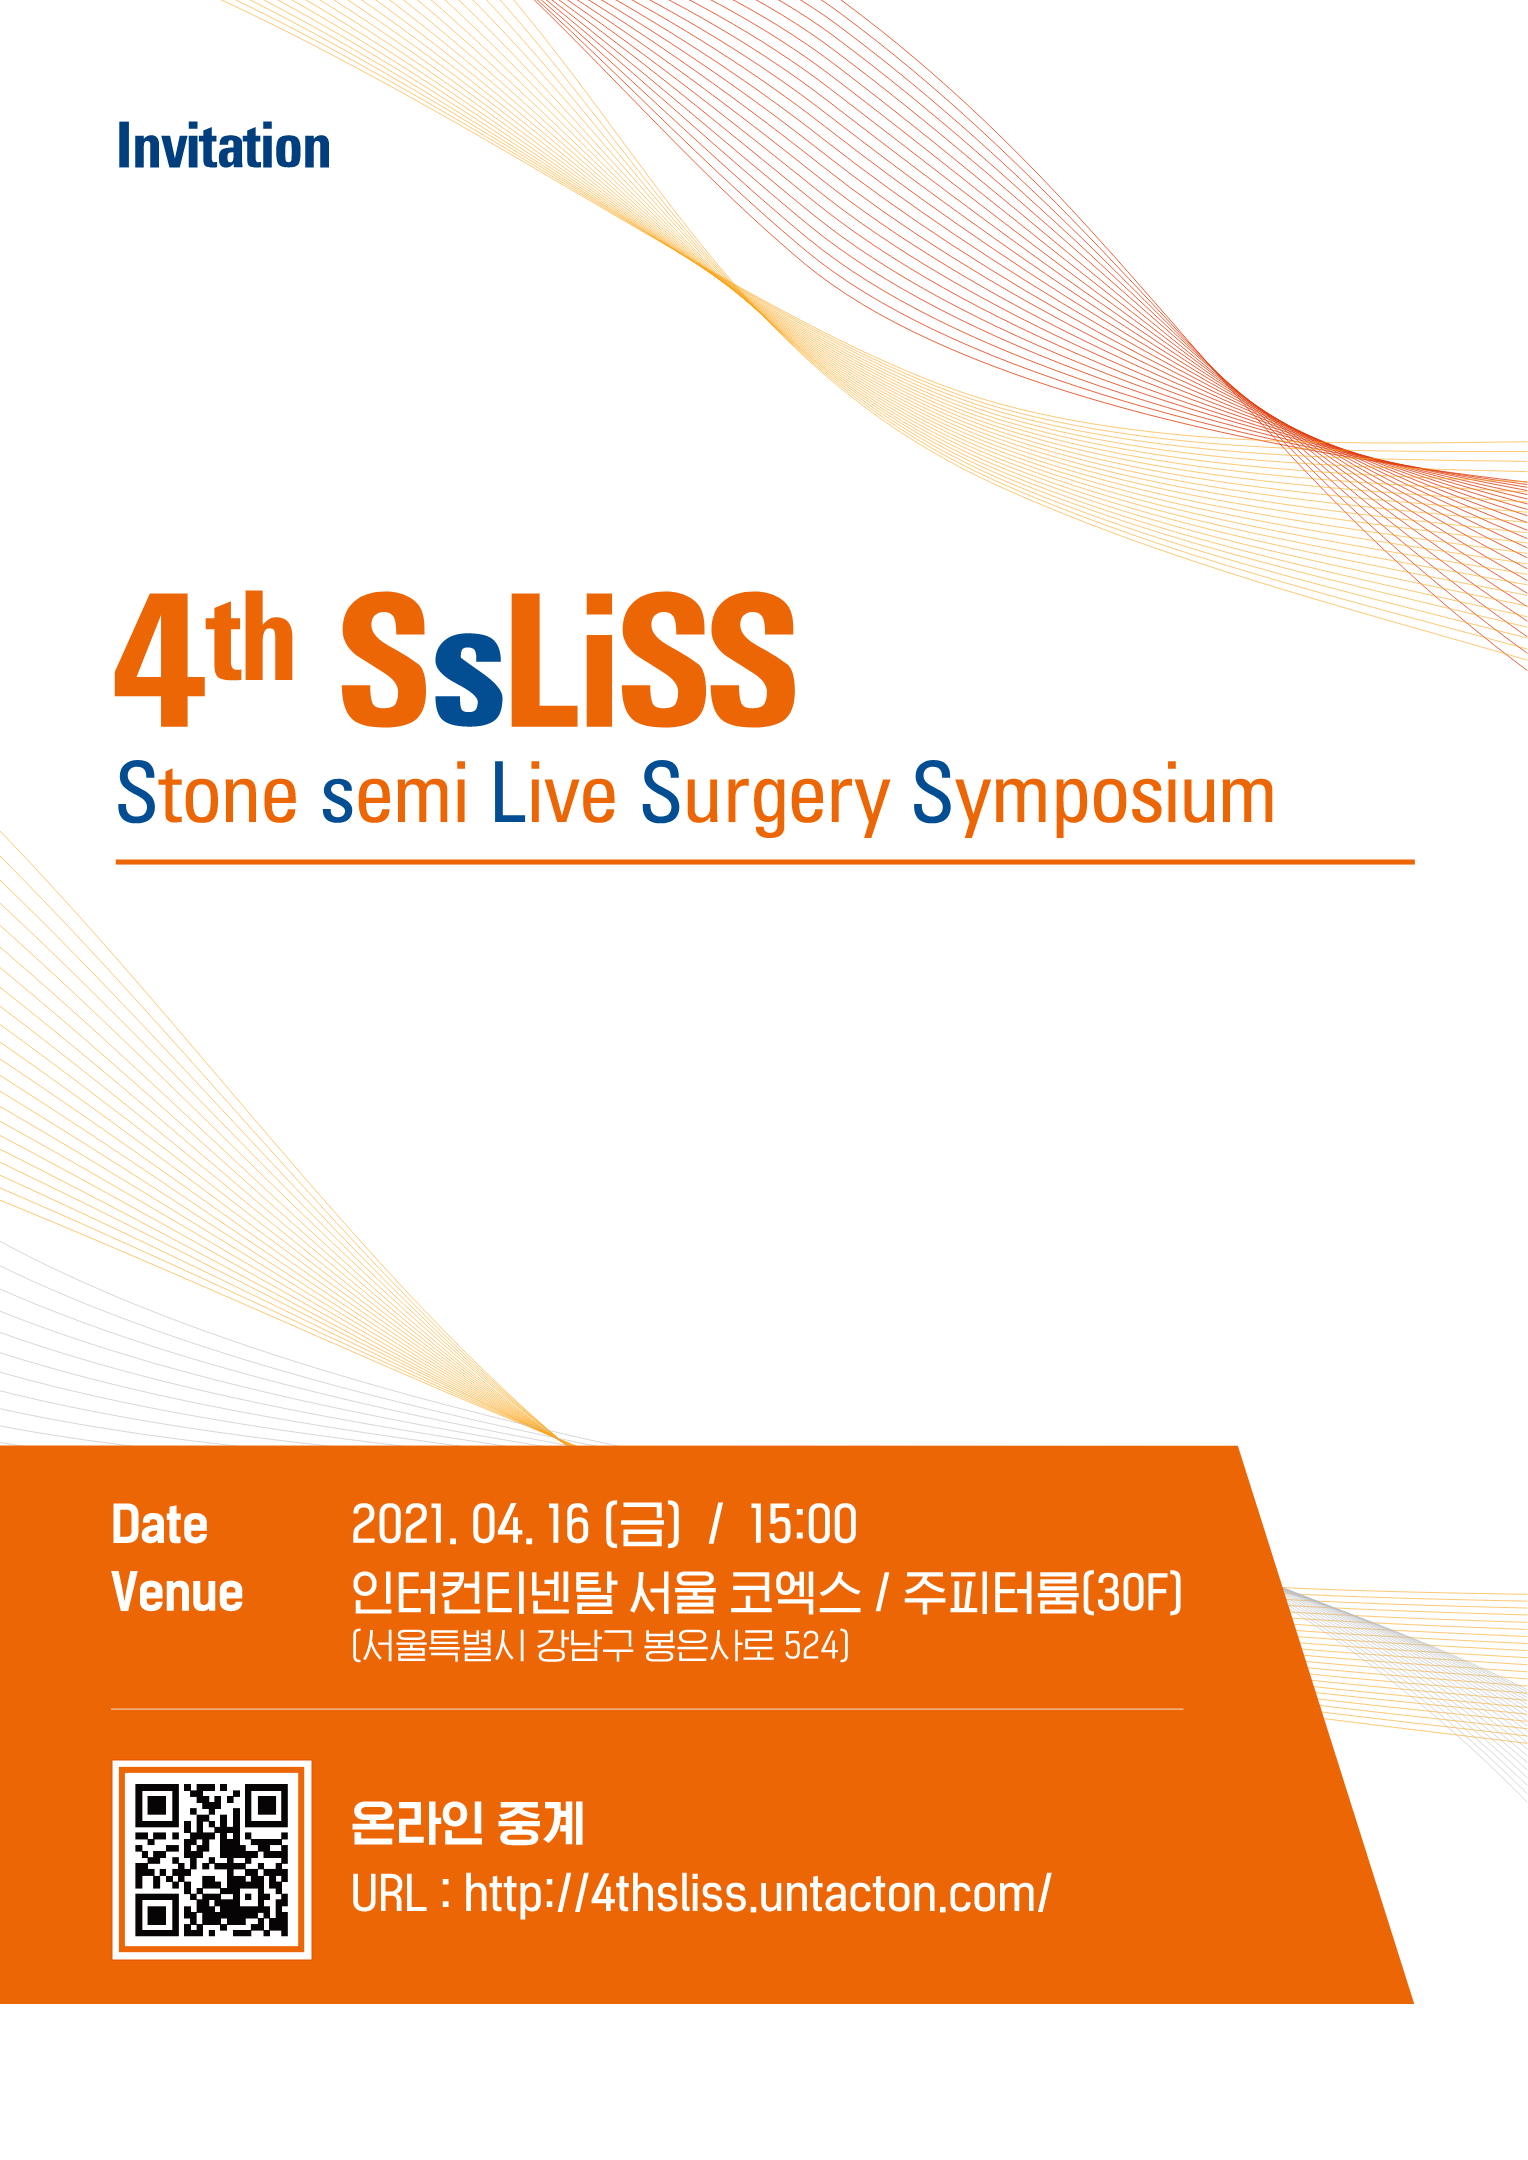 Invitation
4th SsLiSS
Stone semi Live Surgery Symposium
Date 2021. 04. 16 (금) / 15:00
Venue 인터컨티넨탈 서울 코엑스 / 주피터룸(30F)
(서울특별시 강남구 봉은사로 524)
온라인 중계
URL : http://4thsliss.untacton.com/